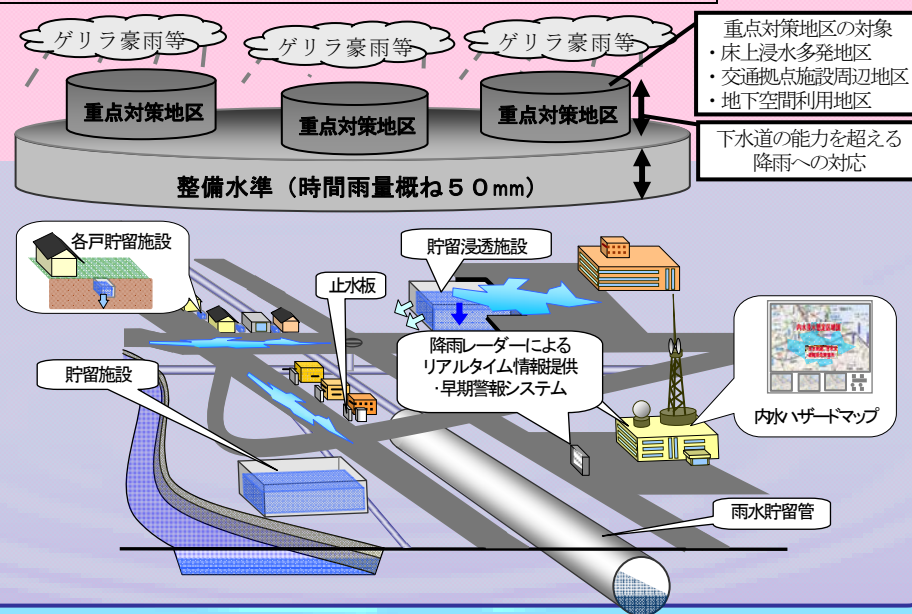 ゲリラ豪雨等
ゲリラ豪雨等
ゲリラ豪雨等
重点対策地区の対象
・床上浸水多発地区
・交通拠点施設周辺地区
・地下空間利用地区
重点対策地区
重点対策地区
重点対策地区
下水道の能力を超える
降雨への対応
整備水準（時間雨量概ね５０mm）
各戸貯留施設
貯留浸透施設
止水板
降雨レーダーによる
リアルタイム情報提供
・早期警報システム
貯留施設
内水ハザードマップ
雨水貯留管